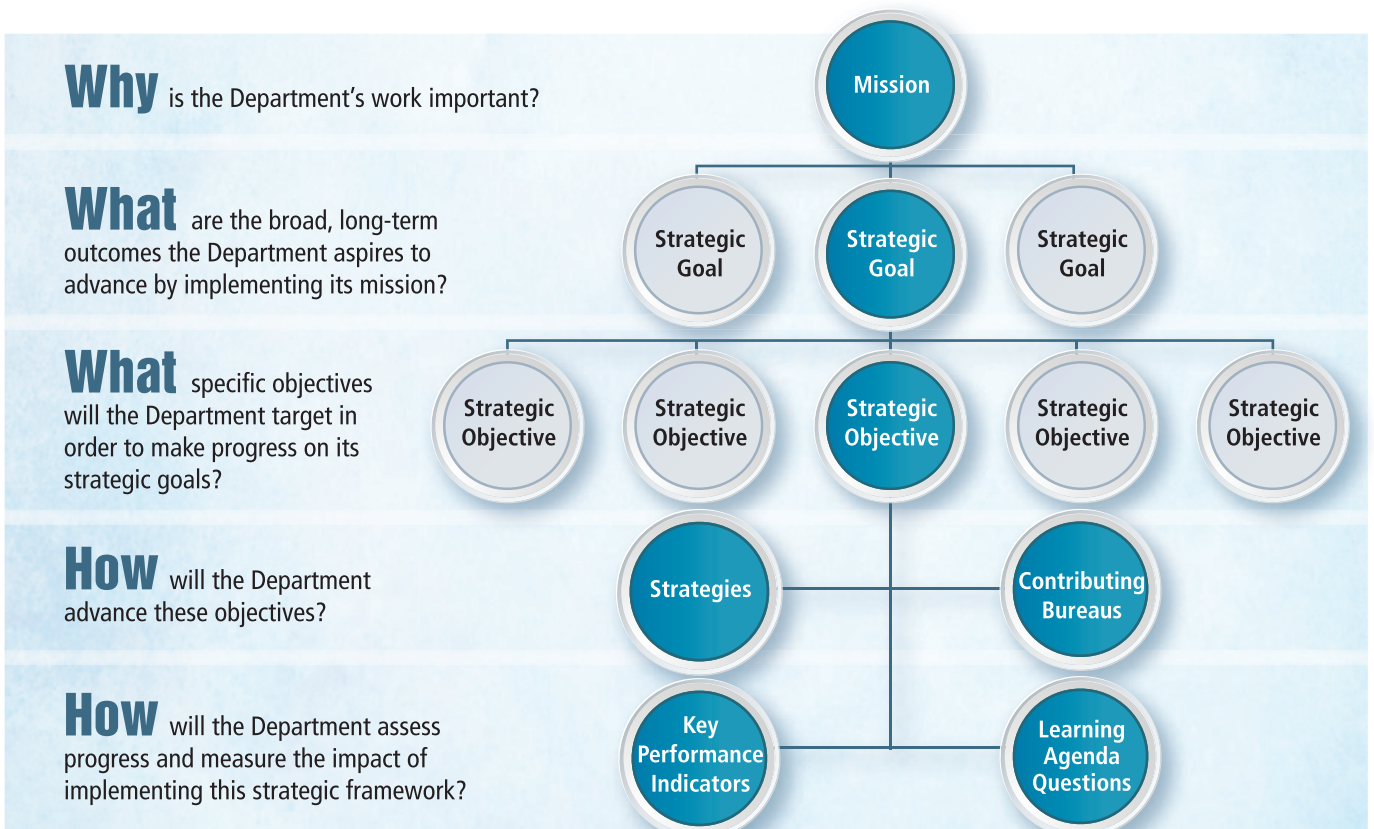 Why is the Department's work important?
Mission
What are the broad, long-term
outcomes the Department aspires to
advance by implementing its mission?
Strategic
Goal
Strategic
Goal
Strategic
Goal
What specific objectives
will the Department target in
order to make progress on its
strategic goals?
Strategic
Objective
Strategic
Objective
Strategic
Objective
Strategic
Objective
Strategic
Objective
How will the Department
advance these objectives?
Strategies
Contributing
Bureaus
How will the Department assess
progress and measure the impact of
implementing this strategic framework?
Key
Performance
Indicators
Learning
Agenda
Questions